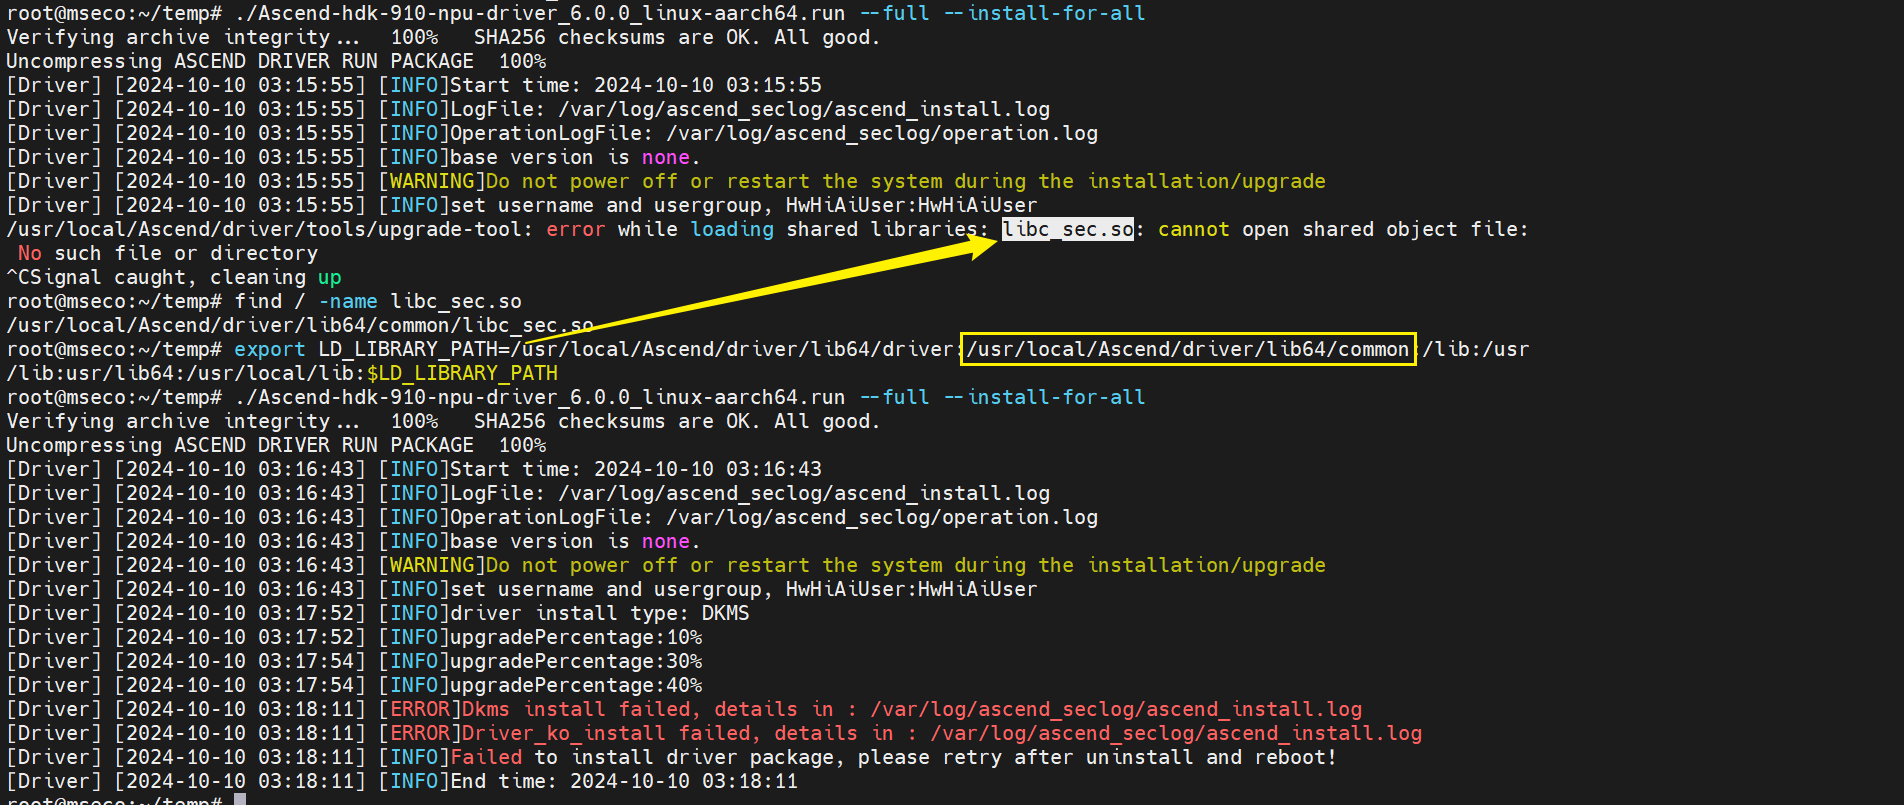 root@mseco:~/temp# ./Ascend-hdk-910-npu-driver_6.0.0_linux-aarch64.run --full --install-for-all
Verifying archive integrity...  100%   SHA256 checksums are OK. All good.
Uncompressing ASCEND DRIVER RUN PACKAGE  100%
[Driver] [2024-10-10 03:15:55] [INFO]Start time: 2024-10-10 03:15:55
[Driver] [2024-10-10 03:15:55] [INFO]LogFile: /var/log/ascend_seclog/ascend_install.log
[Driver] [2024-10-10 03:15:55] [INFO]OperationLogFile: /var/log/ascend_seclog/operation.log
[Driver] [2024-10-10 03:15:55] [INFO]base version is none.
[Driver] [2024-10-10 03:15:55] [WARNING]Do not power off or restart the system during the installation/upgrade
[Driver] [2024-10-10 03:15:55] [INFO]set username and usergroup, HwHiAiUser:HwHiAiUser
/usr/local/Ascend/driver/tools/upgrade-tool: error while loading shared libraries: libc_sec.so: cannot open shared object file:
 No such file or directory
^CSignal caught, cleaning up
root@mseco:~/temp# find / -name libc_sec.so
/usr/local/Ascend/driver/lib64/common/libc_sec.so
root@mseco:~/temp# export LD_LIBRARY_PATH=/usr/local/Ascend/driver/lib64/driver:/usr/local/Ascend/driver/lib64/common:/lib:/usr
/lib:usr/lib64:/usr/local/lib:$LD_LIBRARY_PATH
root@mseco:~/temp# ./Ascend-hdk-910-npu-driver_6.0.0_linux-aarch64.run --full --install-for-all
Verifying archive integrity...  100%   SHA256 checksums are OK. All good.
Uncompressing ASCEND DRIVER RUN PACKAGE  100%
[Driver] [2024-10-10 03:16:43] [INFO]Start time: 2024-10-10 03:16:43
[Driver] [2024-10-10 03:16:43] [INFO]LogFile: /var/log/ascend_seclog/ascend_install.log
[Driver] [2024-10-10 03:16:43] [INFO]OperationLogFile: /var/log/ascend_seclog/operation.log
[Driver] [2024-10-10 03:16:43] [INFO]base version is none.
[Driver] [2024-10-10 03:16:43] [WARNING]Do not power off or restart the system during the installation/upgrade
[Driver] [2024-10-10 03:16:43] [INFO]set username and usergroup, HwHiAiUser:HwHiAiUser
[Driver] [2024-10-10 03:17:52] [INFO]driver install type: DKMS
[Driver] [2024-10-10 03:17:52] [INFO]upgradePercentage:10%
[Driver] [2024-10-10 03:17:54] [INFO]upgradePercentage:30%
[Driver] [2024-10-10 03:17:54] [INFO]upgradePercentage:40%
[Driver] [2024-10-10 03:18:11] [ERROR]Dkms install failed, details in : /var/log/ascend_seclog/ascend_install.log
[Driver] [2024-10-10 03:18:11] [ERROR]Driver_ko_install failed, details in : /var/log/ascend_seclog/ascend_install.log
[Driver] [2024-10-10 03:18:11] [INFO]Failed to install driver package, please retry after uninstall and reboot!
[Driver] [2024-10-10 03:18:11] [INFO]End time: 2024-10-10 03:18:11
root@mseco:~/temp#